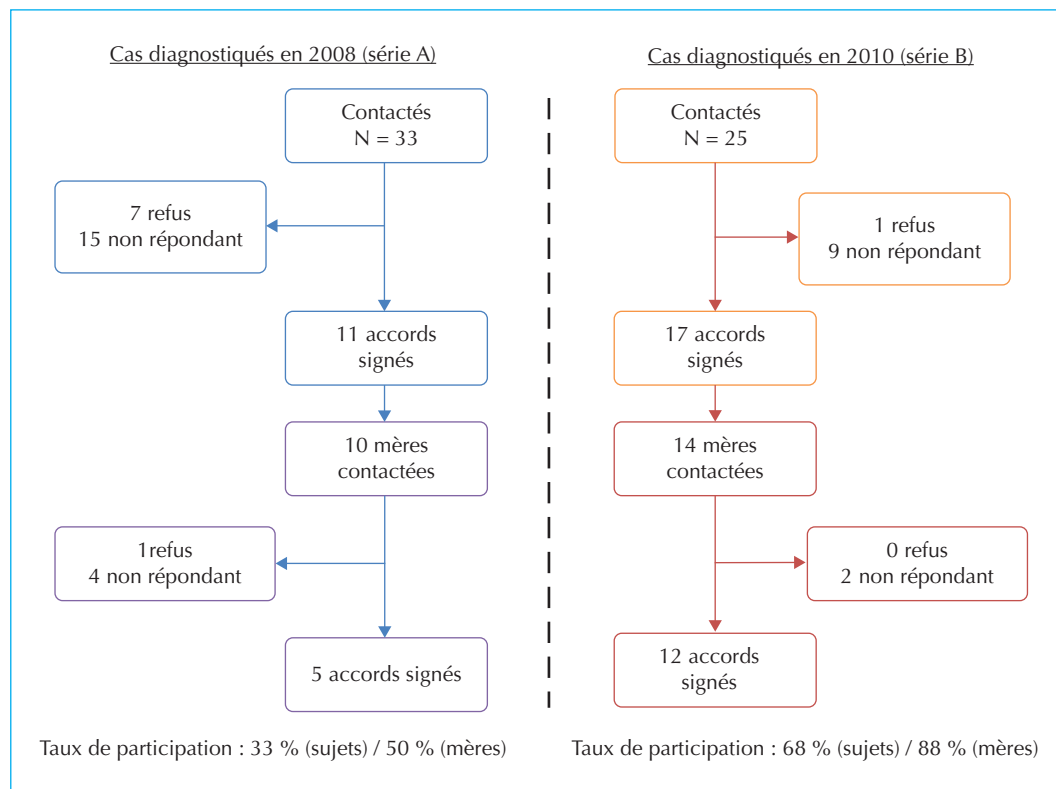 Cas diagnostiqués en 2008 (série A)
Contactés
N = 33
7 refus
15 non répondant
11 accords
signés
10 mères
contactées
1refus
4 non répondant
5 accords signés
Taux de participation : 33 % (sujets) / 50 % (mères)
Cas diagnostiqués en 2010 (série B)
Contactés
N = 25
1 refus
9 non répondant
17 accords
signés
14 mères
contactées
0 refus
2 non répondant
12 accords
signés
Taux de participation : 68 % (sujets) / 88 % (mères)